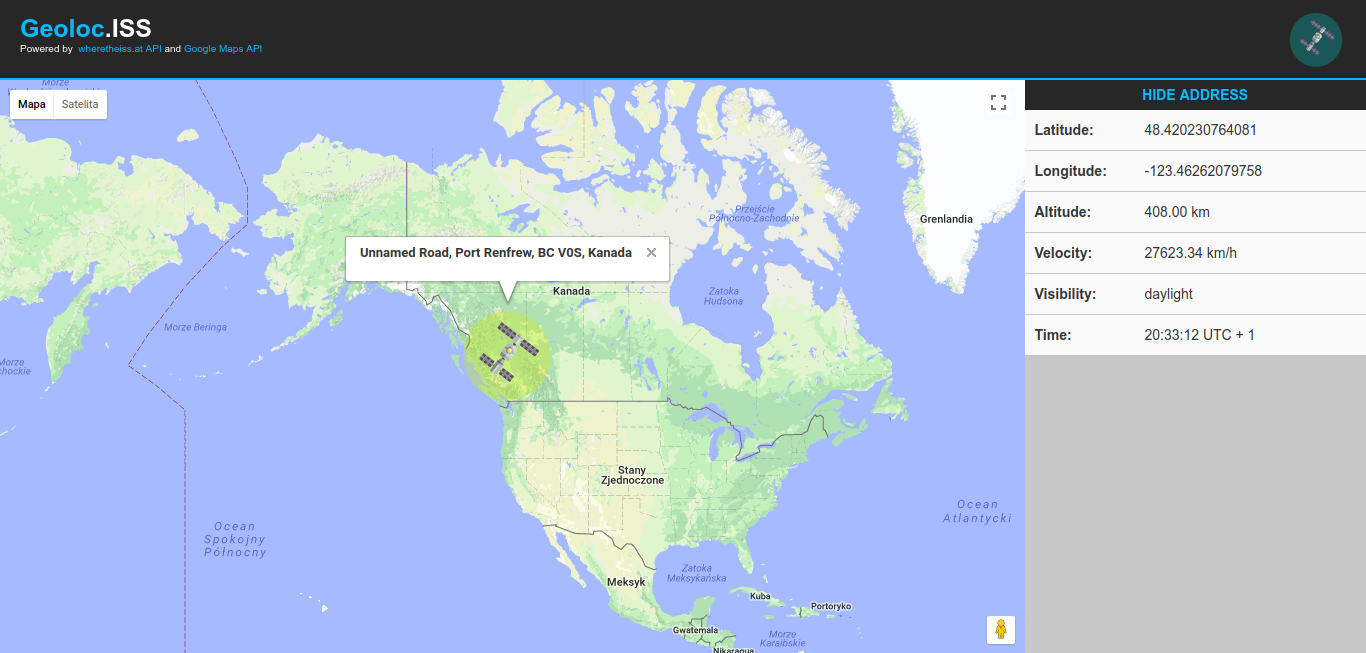 Geoloc.ISS
Powered by wheretheiss.at API and Google Maps API
Morze
Mapa Satelita
HIDE ADDRESS
Latitude: 48.420230764081
Longitude: -123.46262079758
Altitude: 408.00 km
Velocity: 27623.34 km/h
Visibility: daylight
Time: 20:33:12 UTC + 1
Przejście
Północno-Zachodnie
Grenlandia
Unnamed Road, Port Renfrew, BC V0S, Kanada
Kanada
Zatoka
Hudsona
Morze Beringa
Morze
chockie
Stany
Zjednoczone
Ocean
Atlantycki
Ocean
Spokojny
Północny
Zatoka
Meksykańska
Meksyk
Kuba
Portoryko
Gwatemala
Morze
Karaibskie
Nikaragua